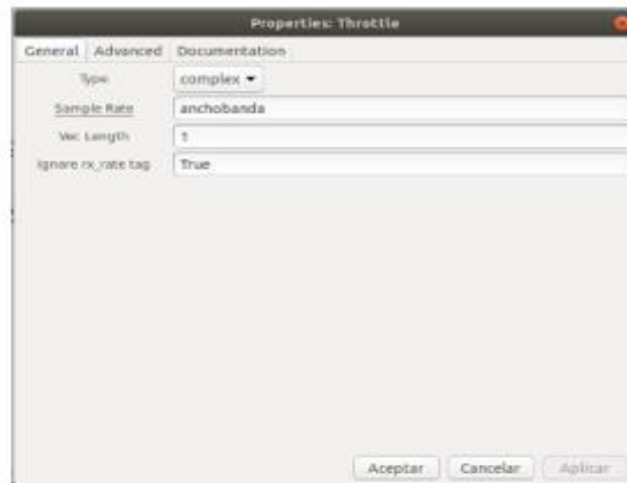 Properties: Throttle
General Advanced Documentation
Type complex
Sample Rate anchobanda
Vec Length 1
Ignore rx_rate tag True
Aceptar Cancelar Aplicar